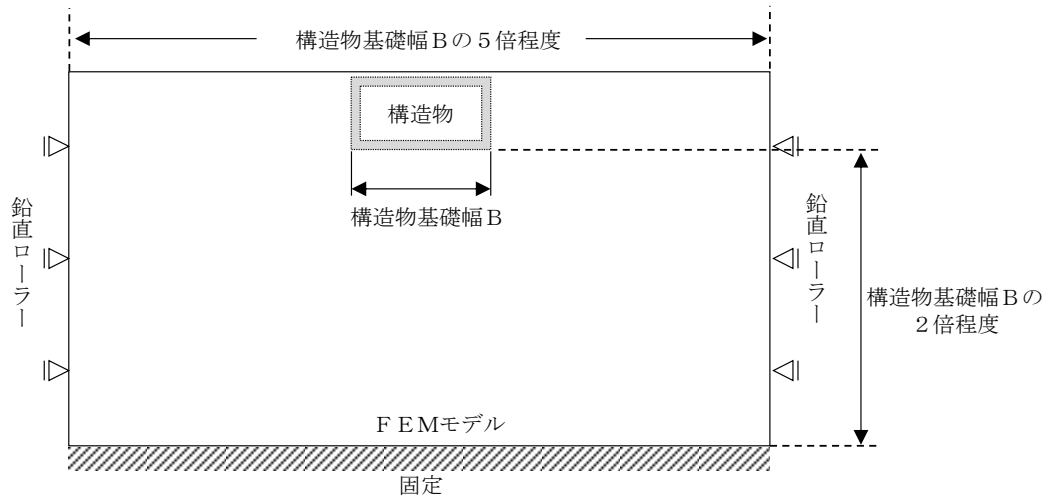 構造物基礎幅Ｂの５倍程度
構造物
構造物基礎幅Ｂ
鉛直ローラー
鉛直ローラー
構造物基礎幅Ｂの
２倍程度
ＦＥＭモデル
固定